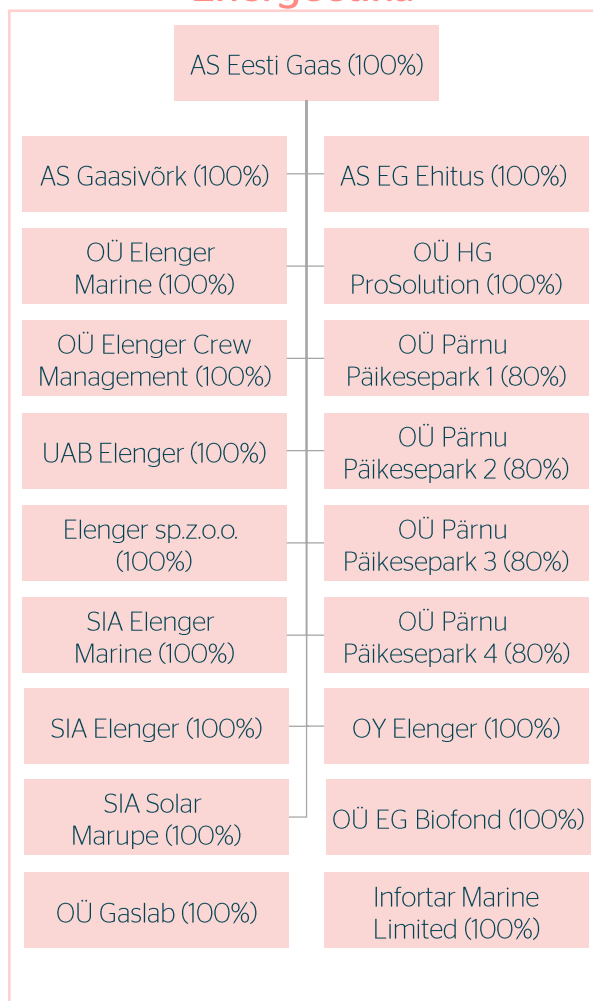 Energeetika
AS Eesti Gaas (100%)
AS Gaasivõrk (100%)
AS EG Ehitus (100%)
OÜ Elenger
Marine (100%)
OÜ HG
ProSolution (100%)
OÜ Elenger Crew
Management (100%)
OÜ Pärnu
Päikesepark 1 (80%)
UAB Elenger (100%)
OÜ Pärnu
Päikesepark 2 (80%)
Elenger sp.z.o.o.
(100%)
OÜ Pärnu
Päikesepark 3 (80%)
SIA Elenger
Marine (100%)
OÜ Pärnu
Päikesepark 4 (80%)
SIA Elenger (100%)
OY Elenger (100%)
SIA Solar
Marupe (100%)
OÜ EG Biofond (100%)
OÜ Gaslab (100%)
Infortar Marine
Limited (100%)